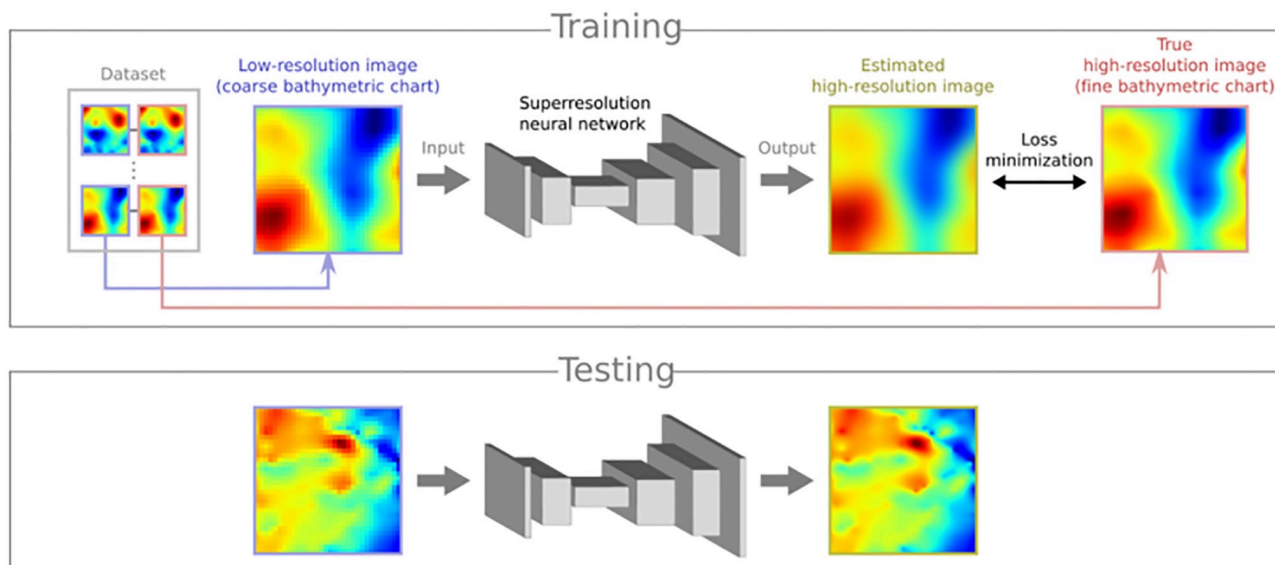 Training
Dataset
Low-resolution image
(coarse bathymetric chart)
Input
Superresolution
neural network
Output
Estimated
high-resolution image
Loss
minimization
True
high-resolution image
(fine bathymetric chart)
Testing